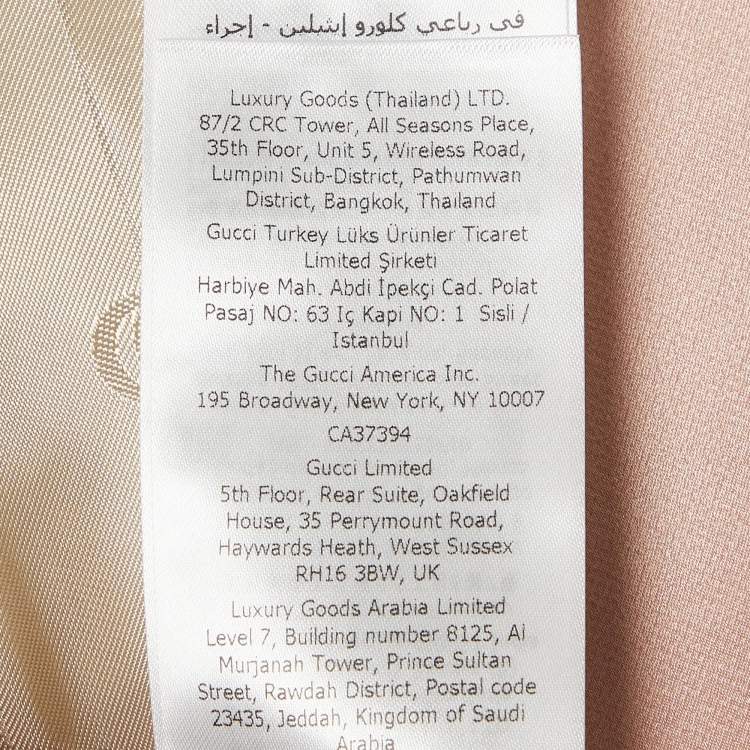 في رباعي كلورو إيثيلين - إجراء
Luxury Goods (Thailand) LTD.
87/2 CRC Tower, All Seasons Place,
35th Floor, Unit 5, Wireless Road,
Lumpini Sub-District, Pathumwan
District, Bangkok, Thailand
Gucci Turkey Lüks Ürünler Ticaret
Limited Şirketi
Harbiye Mah. Abdi İpekçi Cad. Polat
Pasaj NO: 63 Iç Kapi NO: 1 Sisli /
Istanbul
The Gucci America Inc.
195 Broadway, New York, NY 10007
CA37394
Gucci Limited
5th Floor, Rear Suite, Oakfield
House, 35 Perrymount Road,
Haywards Heath, West Sussex
RH16 3BW, UK
Luxury Goods Arabia Limited
Level 7, Building number 8125, Al
Murjanah Tower, Prince Sultan
Street, Rawdah District, Postal code
23435, Jeddah, Kingdom of Saudi
Arabia